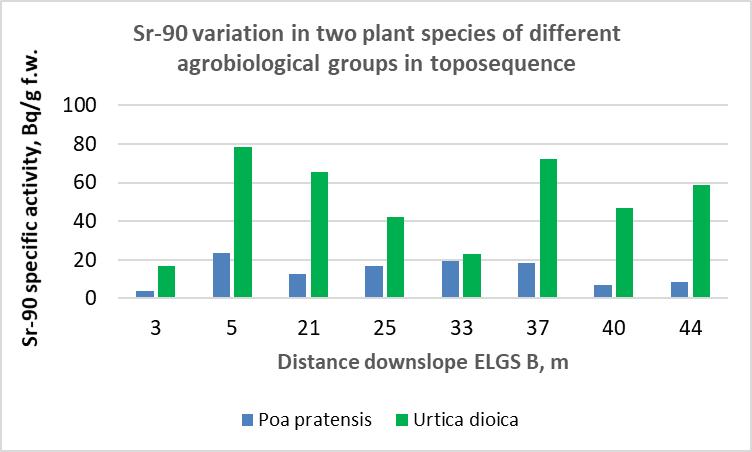 Sr-90 variation in two plant species of different
agrobiological groups in toposequence
Sr-90 specific activity, Bq/g f.w.
100
80
60
40
20
0
3 5 21 25 33 37 40 44
Distance downslope ELGS B, m
Poa pratensis Urtica dioica